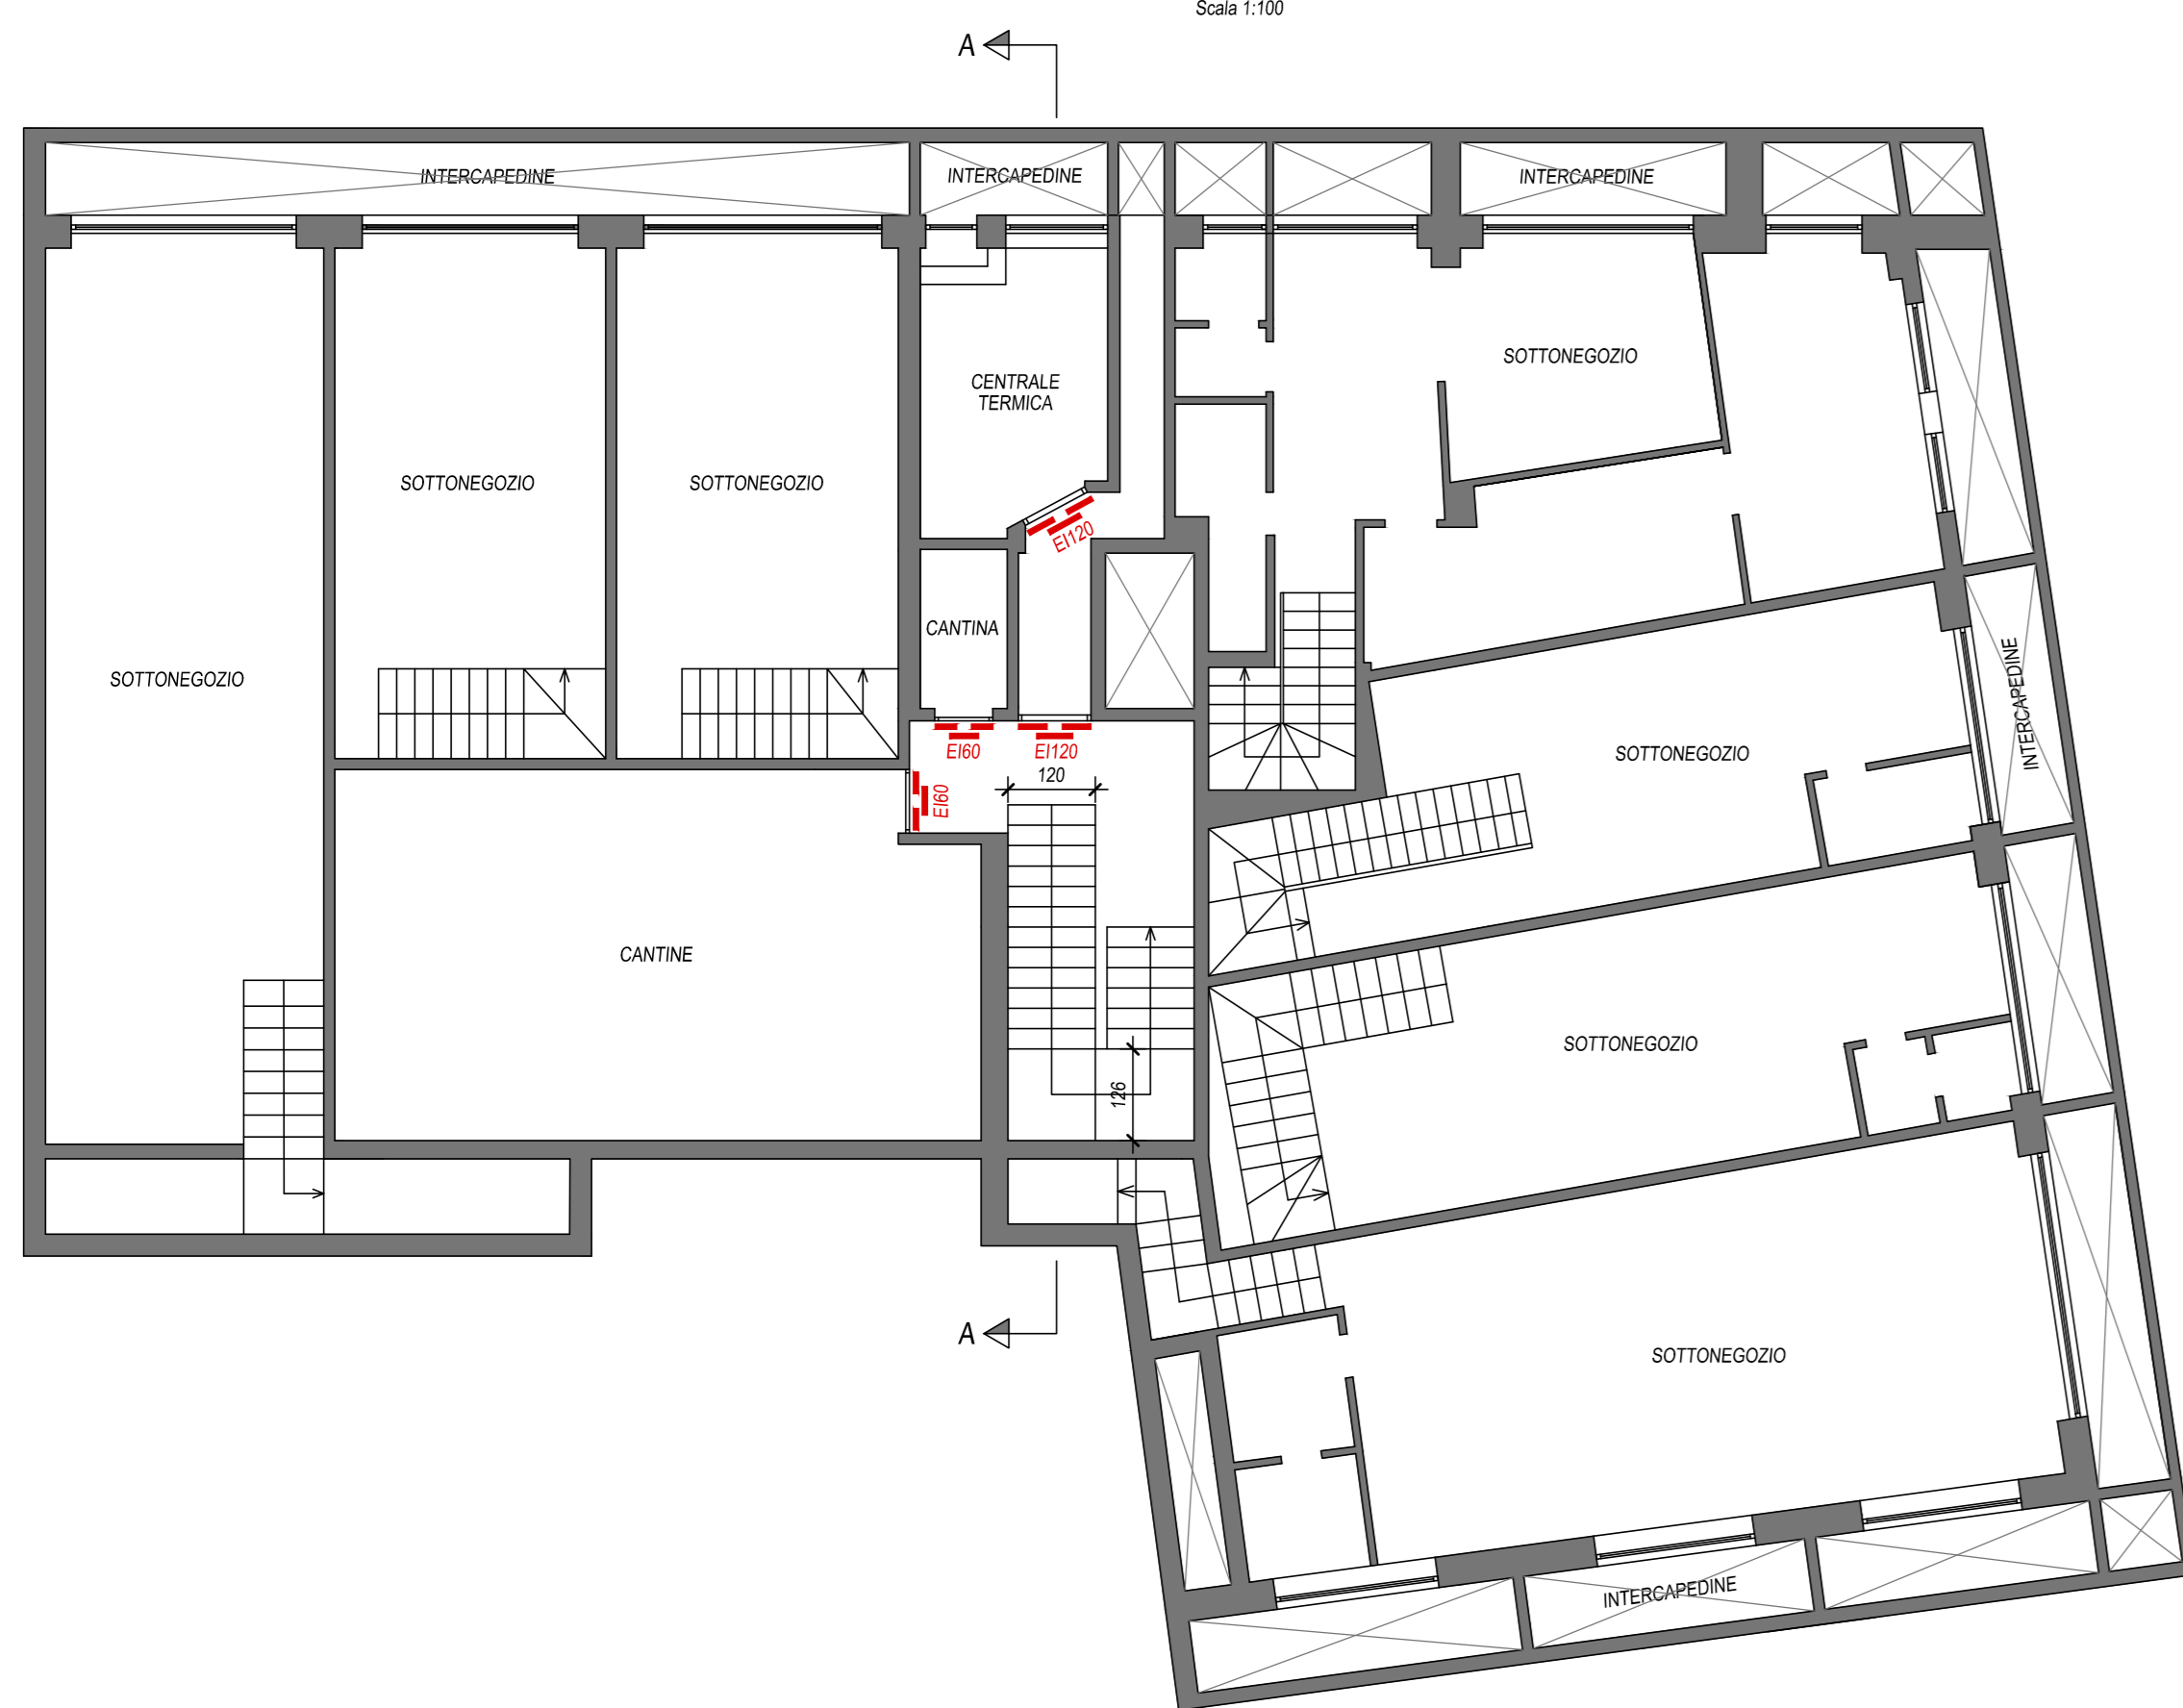 Scala 1:100
A
INTERCAPEDINE
INTERCAPEDINE
INTERCAPEDINE
SOTTONEGOZIO
CENTRALE
TERMICA
SOTTONEGOZIO
SOTTONEGOZIO
EI120
CANTINA
SOTTONEGOZIO
INTERCAPEDINE
EI60
EI120
SOTTONEGOZIO
120
EI60
CANTINE
SOTTONEGOZIO
126
A
SOTTONEGOZIO
INTERCAPEDINE